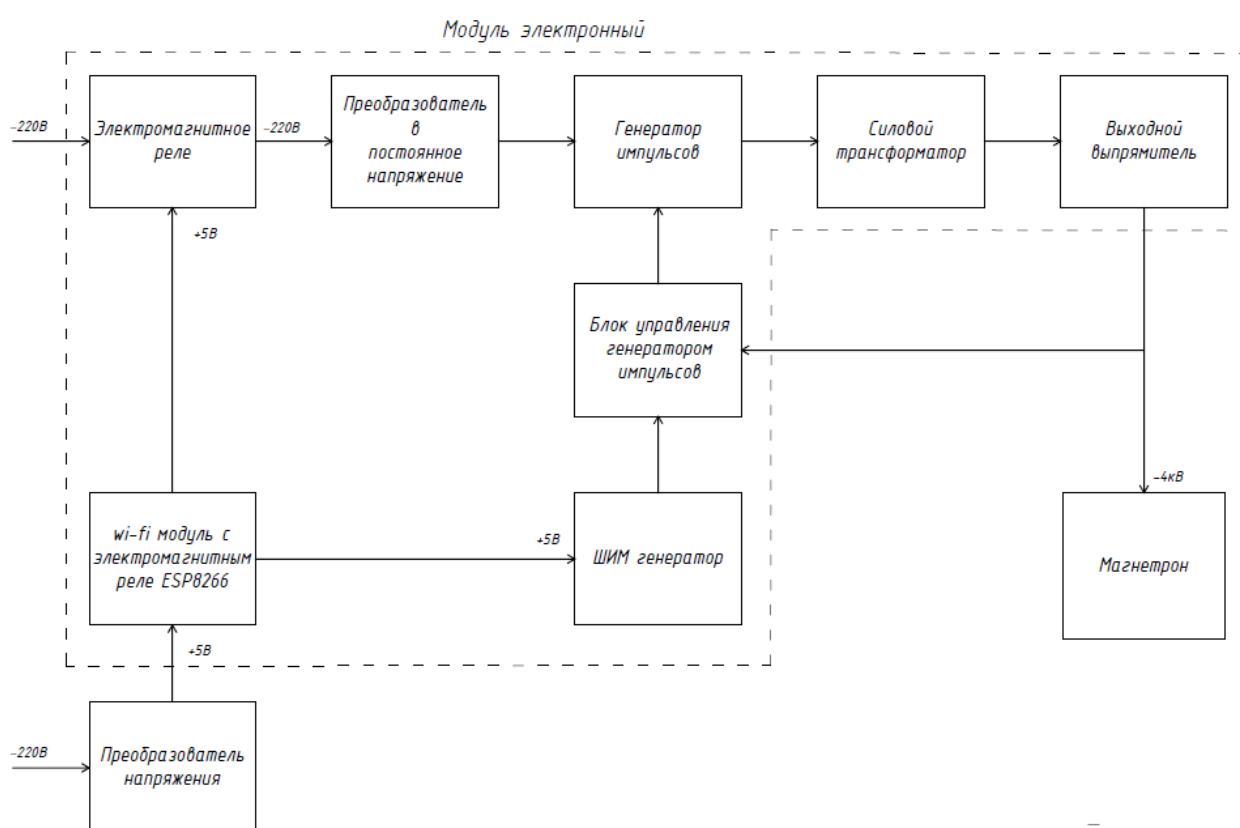 Модуль электронный
-220В
Электромагнитное
реле
-220В
Преобразователь
в
постоянное
напряжение
Генератор
импульсов
Силовой
трансформатор
Выходной
выпрямитель
+5В
Блок управления
генератором
импульсов
wi-fi модуль с
электромагнитным
реле ESP8266
+5В
ШИМ генератор
-4кВ
Магнетрон
+5В
-220В
Преобразователь
напряжения